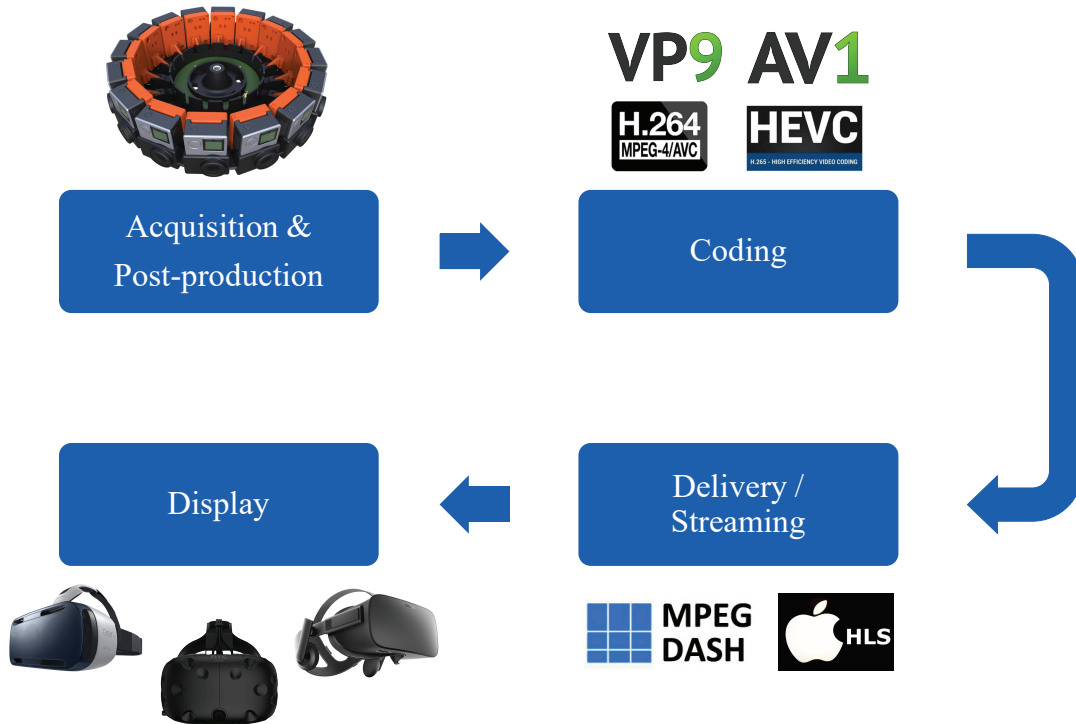 VP9 AV1
H.264
MPEG-4/AVC
HEVC
H.265 - HIGH EFFICIENCY VIDEO CODING
Acquisition &
Post-production
Coding
Display
Delivery /
Streaming
MPEG
DASH
HLS